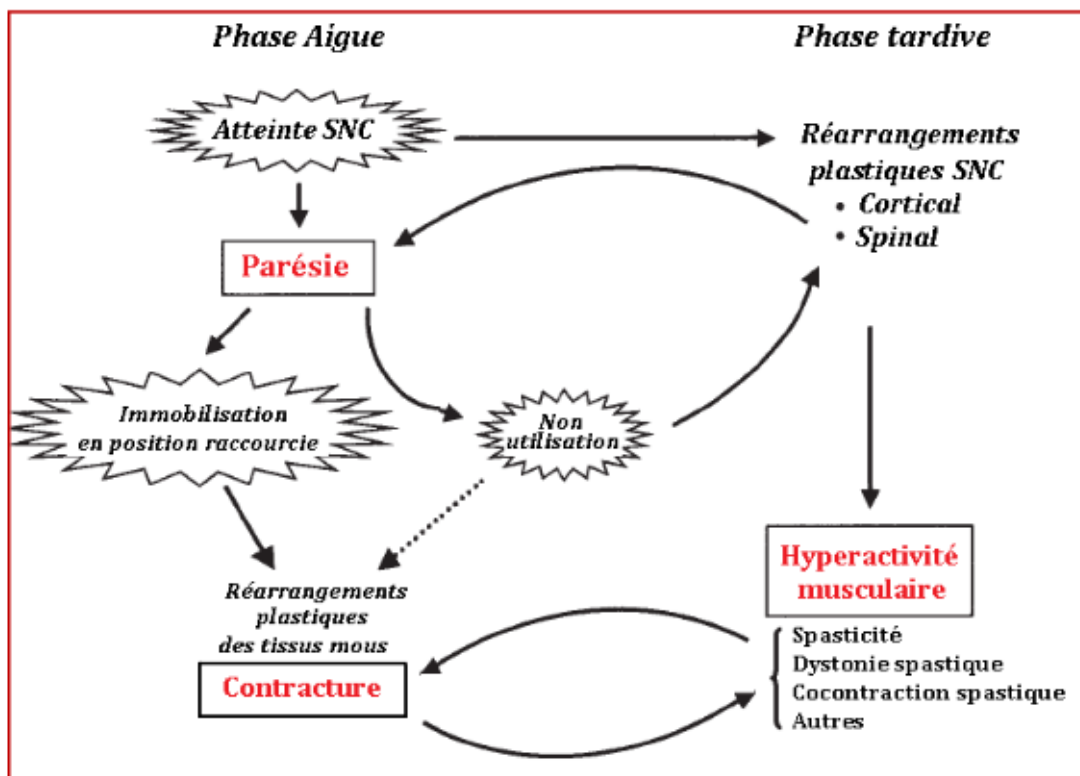 Phase Aigue
Phase tardive
Atteinte SNC
Réarrangements
plastiques SNC
• Cortical
• Spinal
Parésie
Immobilisation
en position raccourcie
Non
utilisation
Réarrangements
plastiques
des tissus mous
Contracture
Hyperactivité
musculaire
Spasticité
Dystonie spastique
Cocontraction spastique
Autres